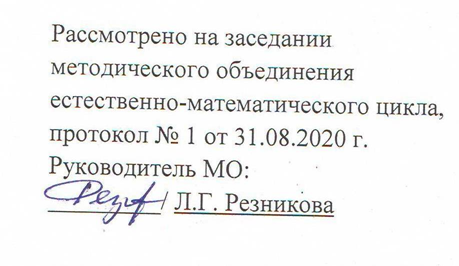 Рассмотрено на заседании
методического объединения
естественно-математического цикла,
протокол № 1 от 31.08.2020 г.
Руководитель МО:
/ Л.Г. Резникова